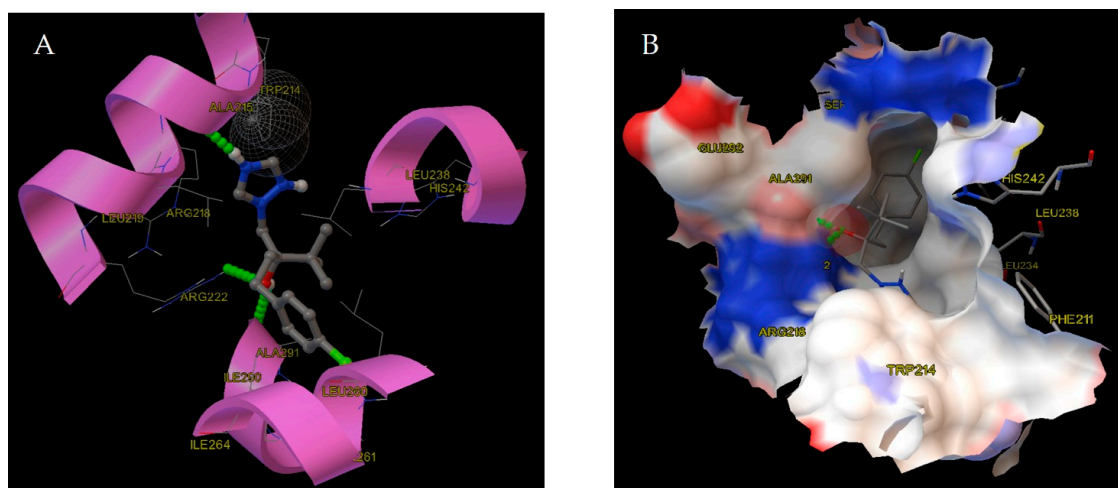 A
TRP214
ALA215
LEU238
HIS242
LEU219
ARG218
ARG222
ALA291
ILE290
LEU260
ILE264
261
B
SER
GLU292
ALA291
HIS242
LEU238
LEU234
2
ARG218
PHE211
TRP214